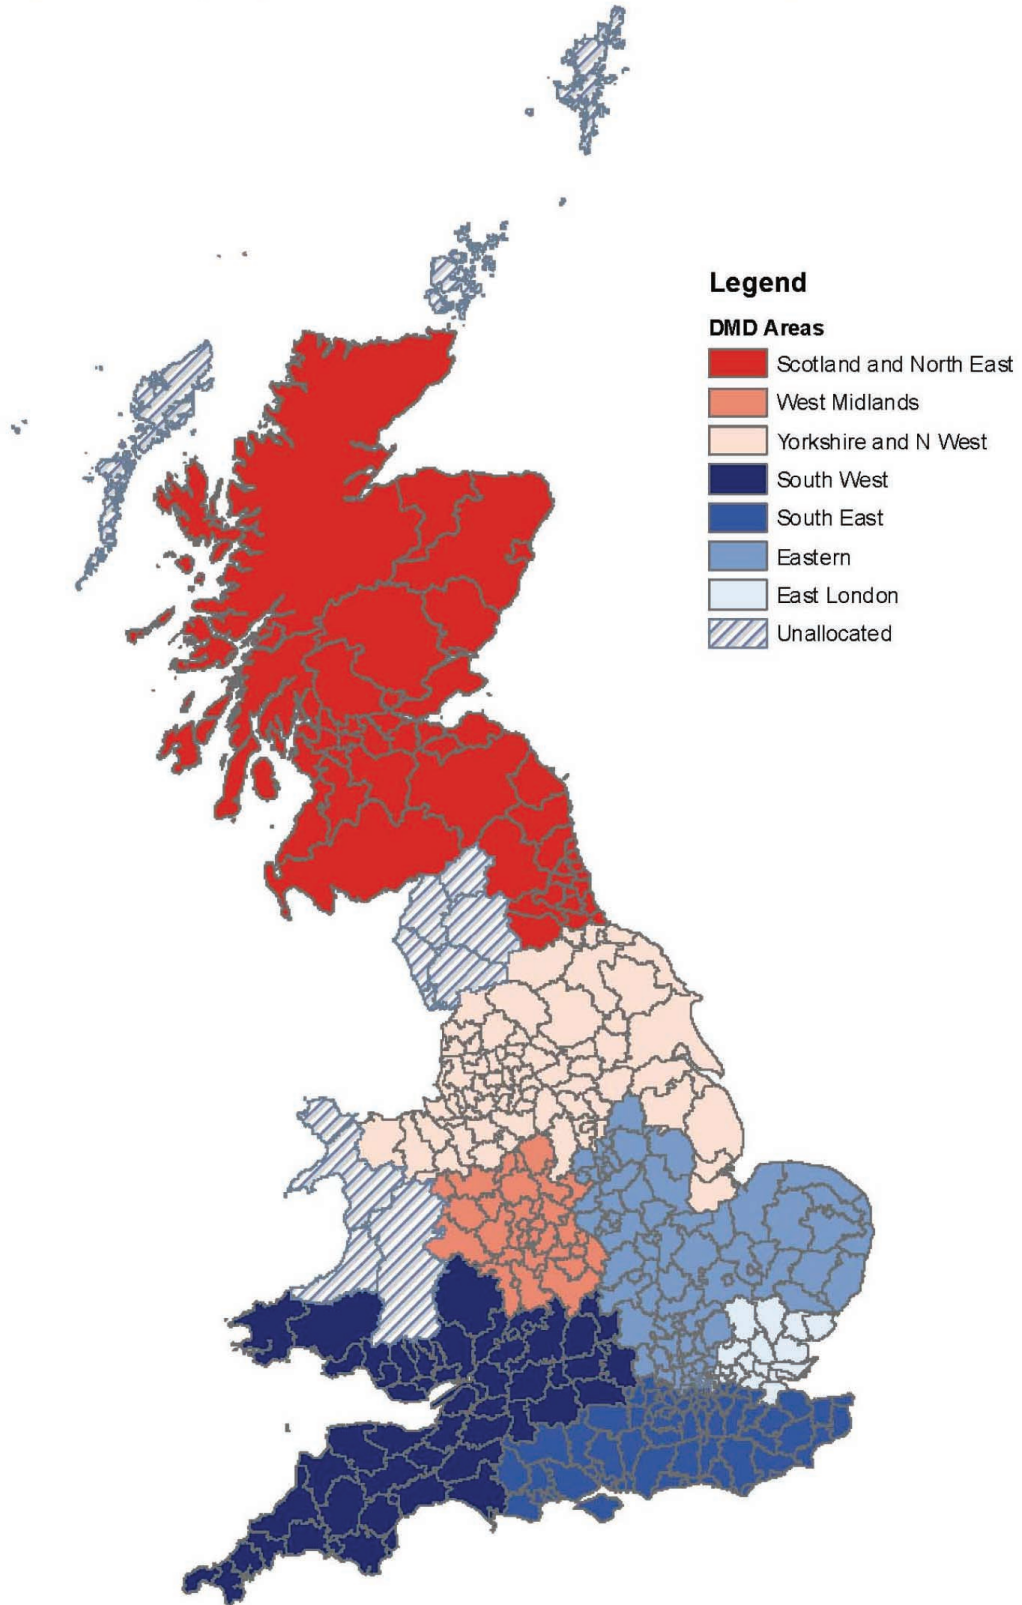 Legend
DMD Areas
Scotland and North East
West Midlands
Yorkshire and N West
South West
South East
Eastern
East London
Unallocated